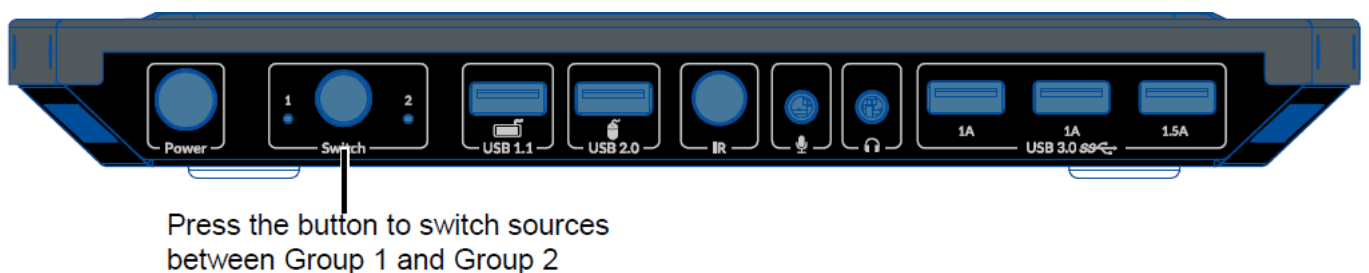 1 2
1A 1A 1.5A
Power Switch USB 1.1 USB 2.0 IR USB 3.0 SS
Press the button to switch sources
between Group 1 and Group 2